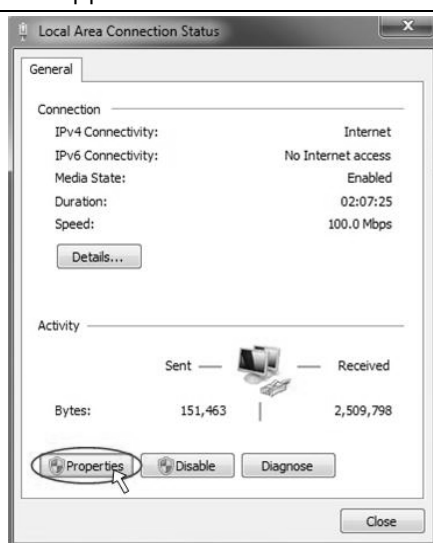 Local Area Connection Status
General
Connection
IPv4 Connectivity: Internet
IPv6 Connectivity: No Internet access
Media State: Enabled
Duration: 02:07:25
Speed: 100.0 Mbps
Details...
Activity
Sent Received
Bytes: 151,463 2,509,798
Properties Disable Diagnose
Close